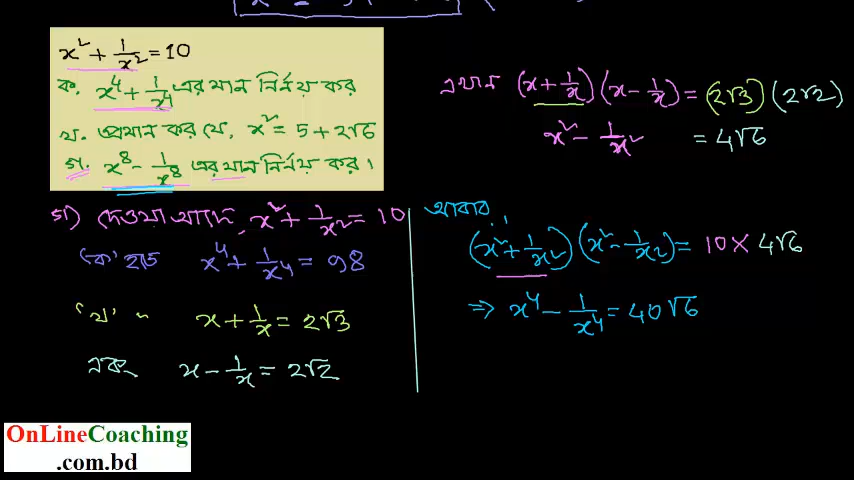 x² + 1/x² = 10
ক. x⁴ + 1/x⁴ এর মান নির্নয় কর
খ. প্রমান কর যে, x² = 5 + 2√6
গ. x⁸ - 1/x⁸ এর মান নির্নয় কর।
গ) দেওয়া আছে, x² + 1/x² = 10
'ক' হতে x⁴ + 1/x⁴ = 98
'খ' " x + 1/x = 2√3
এবং x - 1/x = 2√2
এখন (x + 1/x)(x - 1/x) = (2√3)(2√2)
x² - 1/x² = 4√6
আবার,
(x² + 1/x²)(x² - 1/x²) = 10 × 4√6
⇒ x⁴ - 1/x⁴ = 40√6
OnLineCoaching
.com.bd